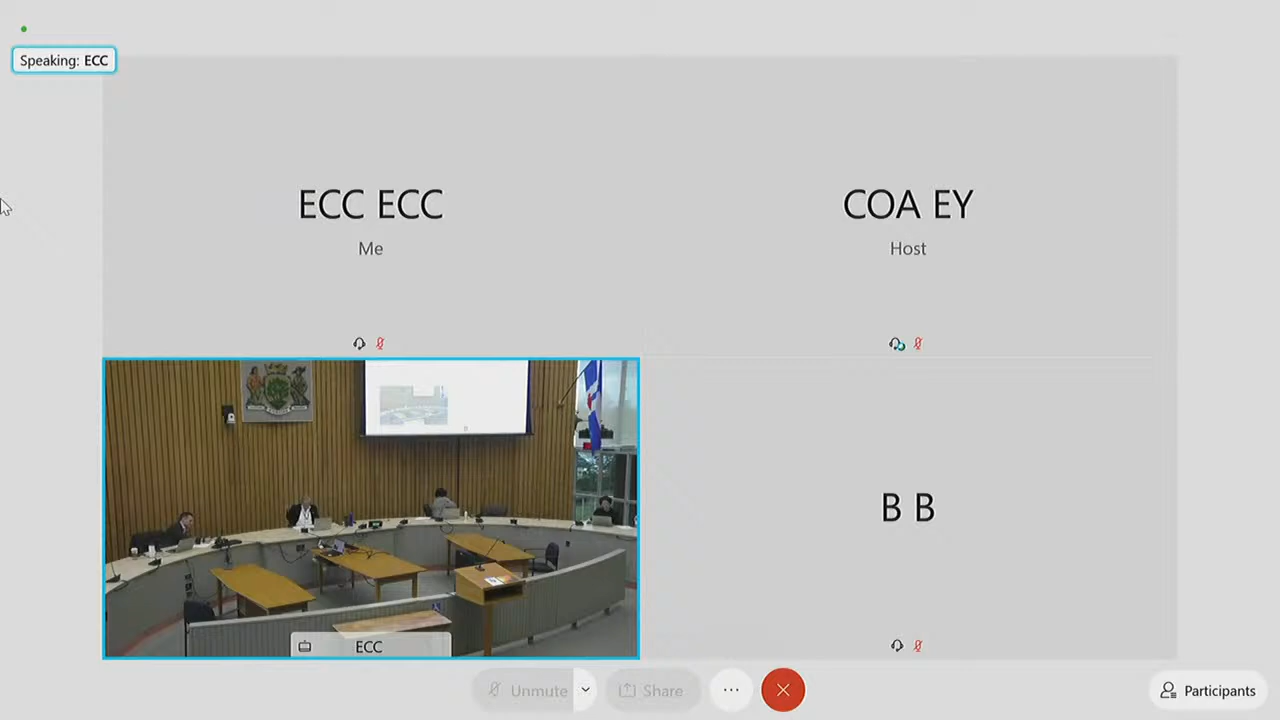 Speaking: ECC
ECC ECC
Me
COA EY
Host
ECC
B B
Unmute
Share
Participants